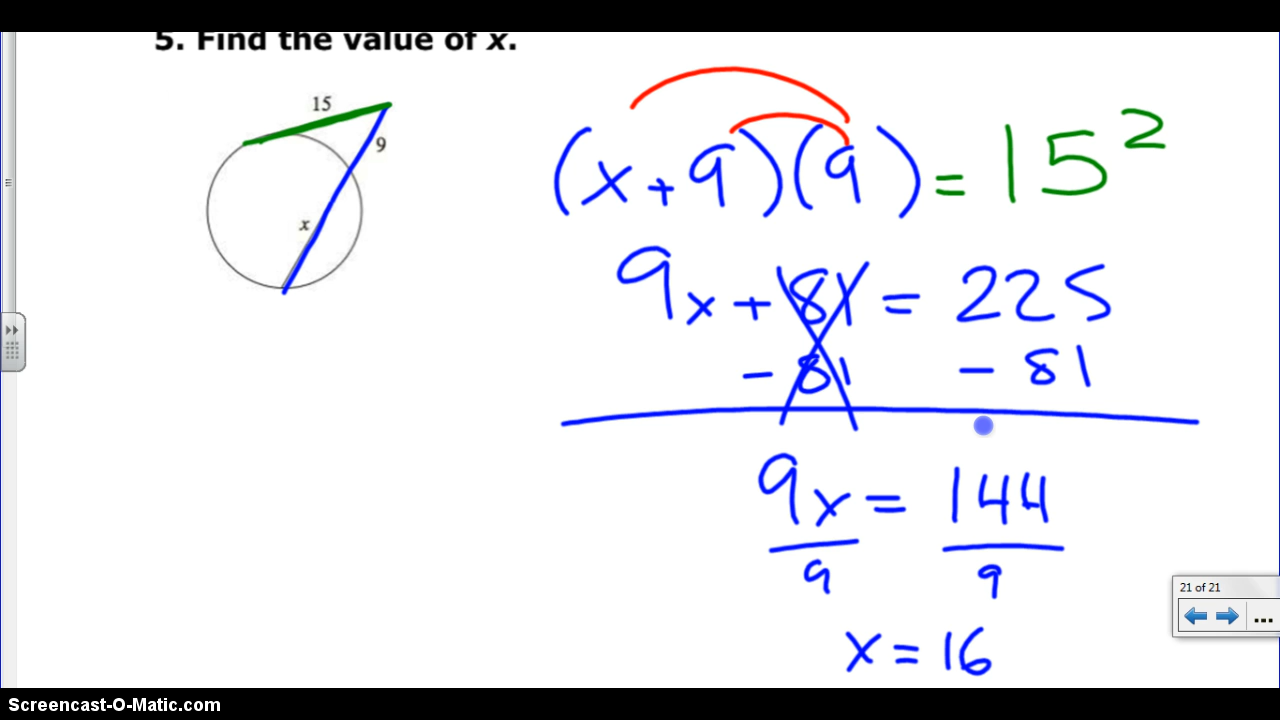 5. Find the value of x.
15
9
x
(x + 9)(9) = 15²
9x + 81 = 225
- 81 - 81
9x = 144
9 9
x = 16
21 of 21
...
Screencast-O-Matic.com